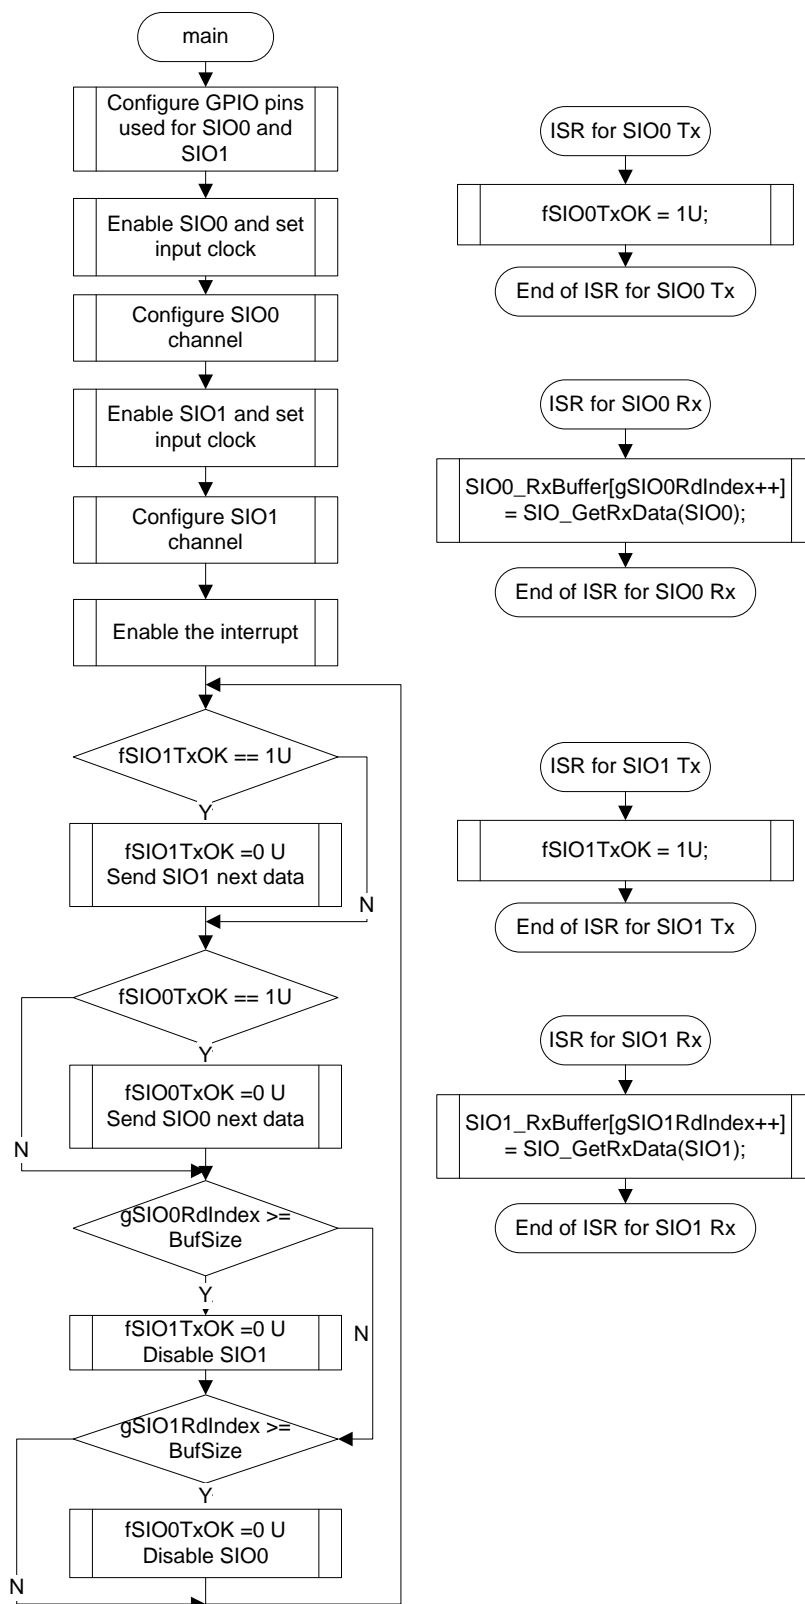 main
Configure GPIO pins
used for SIO0 and
SIO1
Enable SIO0 and set
input clock
Configure SIO0
channel
Enable SIO1 and set
input clock
Configure SIO1
channel
Enable the interrupt
fSIO1TxOK == 1U
Y
fSIO1TxOK =0 U
Send SIO1 next data
N
fSIO0TxOK == 1U
Y
fSIO0TxOK =0 U
Send SIO0 next data
N
gSIO0RdIndex >=
BufSize
Y
fSIO1TxOK =0 U
Disable SIO1
N
gSIO1RdIndex >=
BufSize
Y
fSIO0TxOK =0 U
Disable SIO0
N
ISR for SIO0 Tx
fSIO0TxOK = 1U;
End of ISR for SIO0 Tx
ISR for SIO0 Rx
SIO0_RxBuffer[gSIO0RdIndex++]
= SIO_GetRxData(SIO0);
End of ISR for SIO0 Rx
ISR for SIO1 Tx
fSIO1TxOK = 1U;
End of ISR for SIO1 Tx
ISR for SIO1 Rx
SIO1_RxBuffer[gSIO1RdIndex++]
= SIO_GetRxData(SIO1);
End of ISR for SIO1 Rx